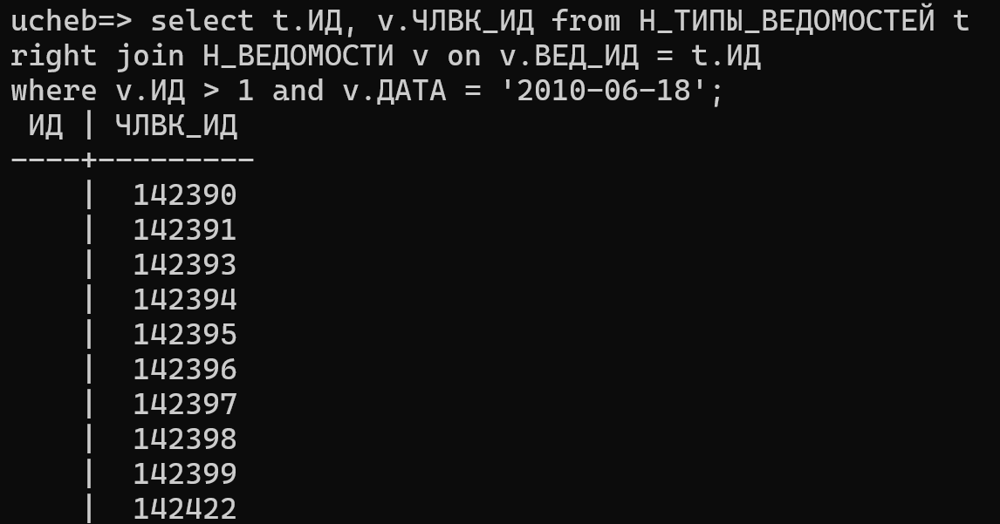 ucheb=> select t.ИД, v.ЧЛВК_ИД from Н_ТИПЫ_ВЕДОМОСТЕЙ t
right join Н_ВЕДОМОСТИ v on v.ВЕД_ИД = t.ИД
where v.ИД > 1 and v.ДАТА = '2010-06-18';
 ИД | ЧЛВК_ИД
----+---------
    |  142390
    |  142391
    |  142393
    |  142394
    |  142395
    |  142396
    |  142397
    |  142398
    |  142399
    |  142422